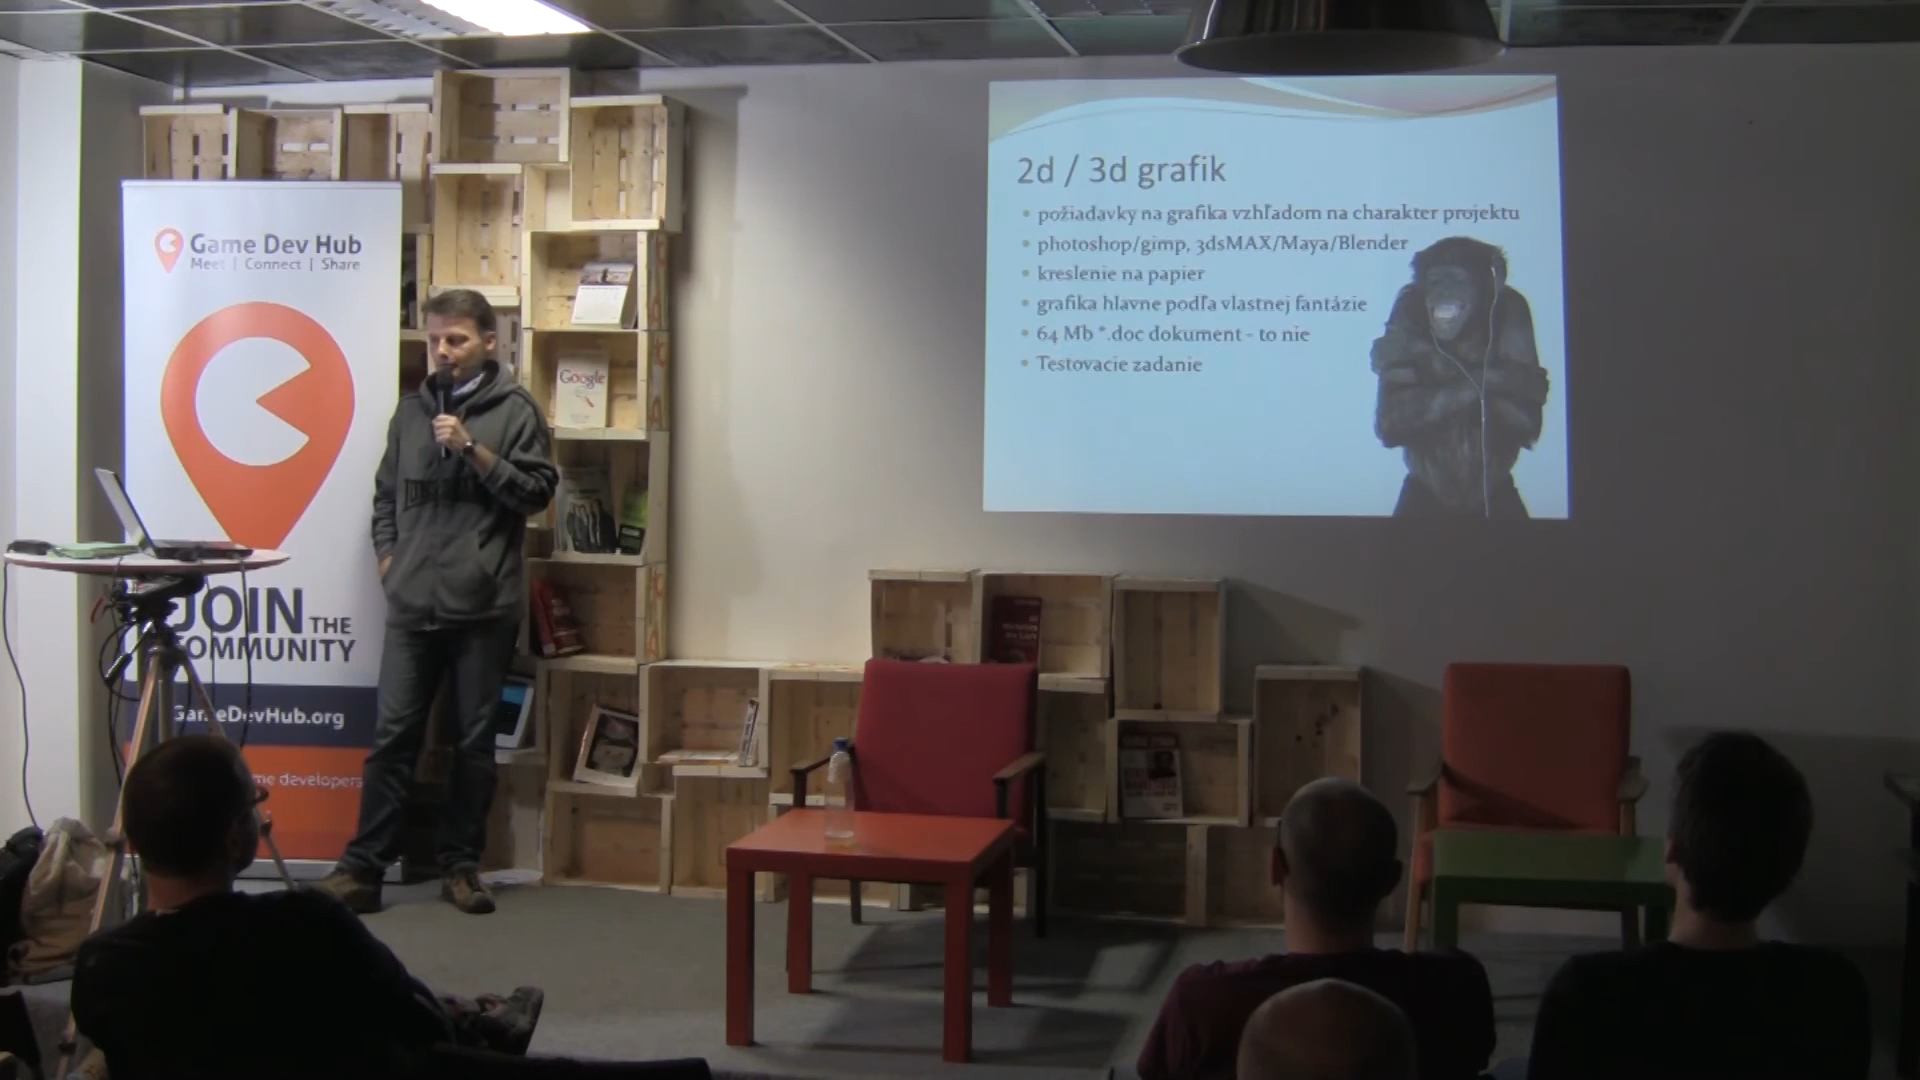 Game Dev Hub
Meet | Connect | Share
JOIN THE
COMMUNITY
GameDevHub.org
me developers
Google
2d / 3d grafik
požiadavky na grafika vzhľadom na charakter projektu
photoshop/gimp, 3dsMAX/Maya/Blender
kreslenie na papier
grafika hlavne podľa vlastnej fantázie
64 Mb *.doc dokument - to nie
Testovacie zadanie